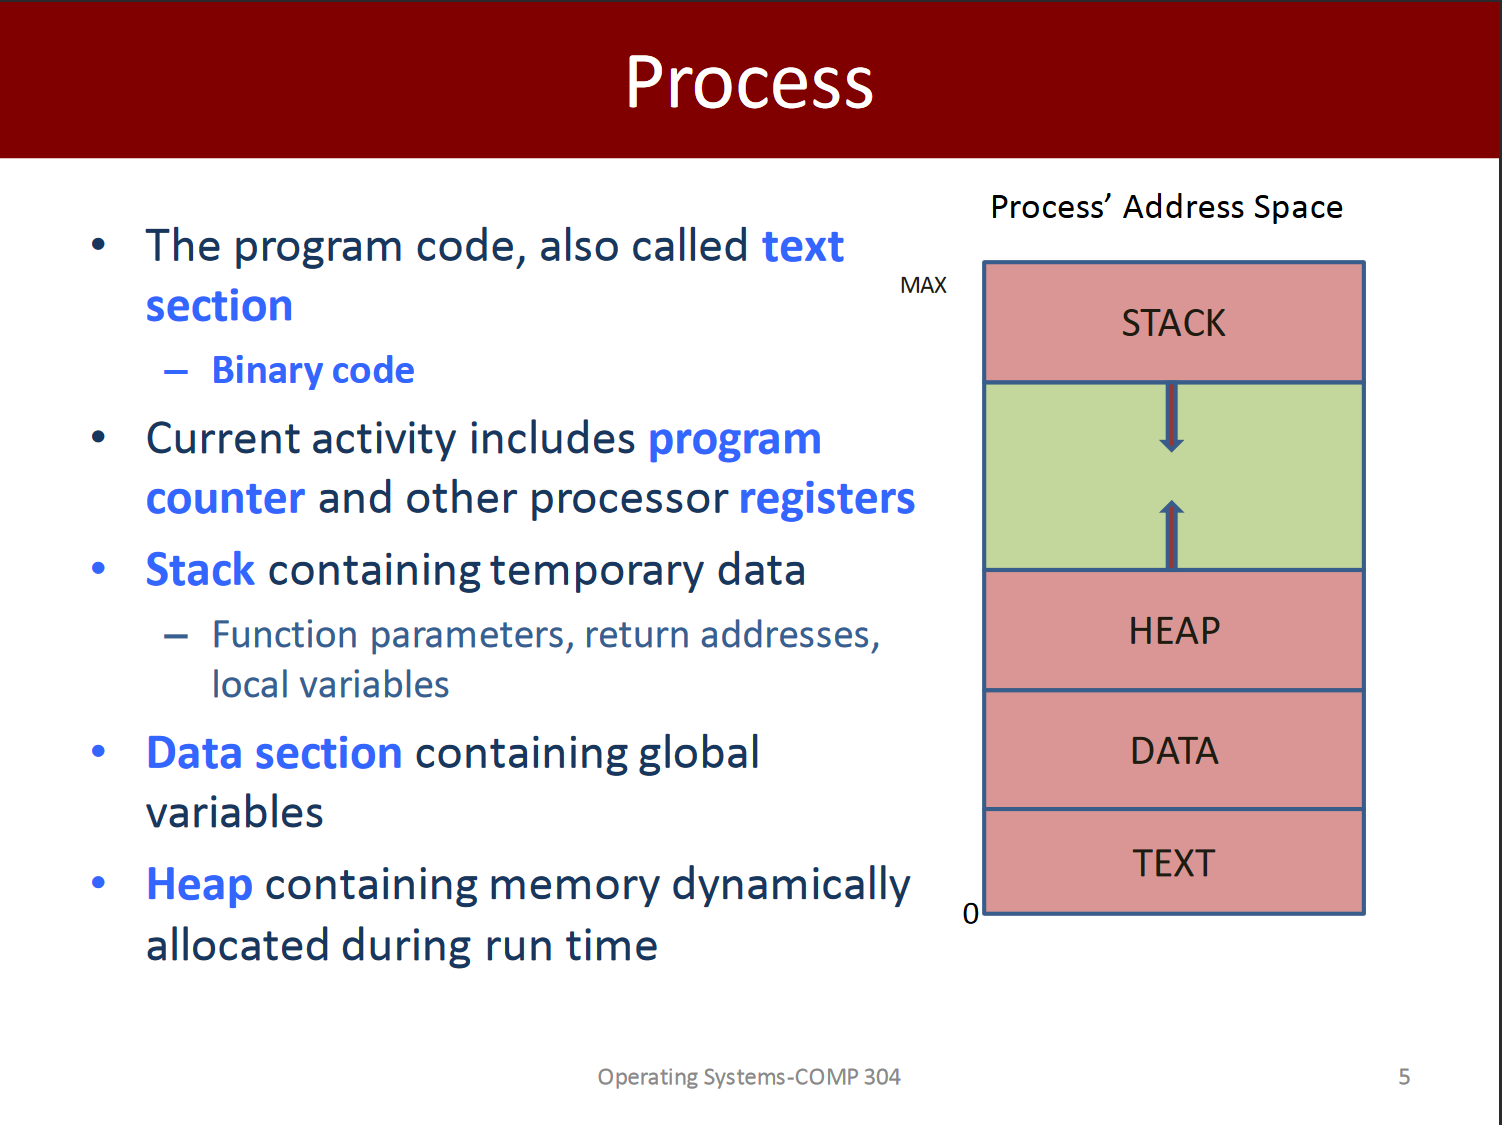 Process
• The program code, also called text
section
– Binary code
• Current activity includes program
counter and other processor registers
• Stack containing temporary data
– Function parameters, return addresses,
local variables
• Data section containing global
variables
• Heap containing memory dynamically
allocated during run time
Process’ Address Space
MAX
STACK
HEAP
DATA
TEXT
0
Operating Systems-COMP 304
5